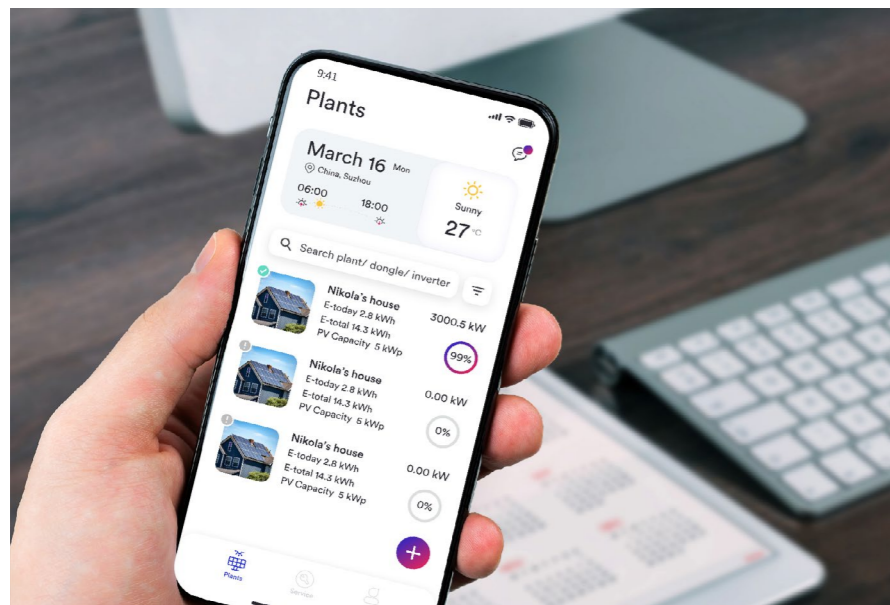 9:41
Plants
March 16 Mon
China, Suzhou
06:00
18:00
Sunny
27 °C
Search plant/ dongle/ inverter
Nikola's house
3000.5 kW
E-today 2.8 kWh
E-total 14.3 kWh
PV Capacity 5 kWp
99%
Nikola's house
0.00 kW
E-today 2.8 kWh
E-total 14.3 kWh
PV Capacity 5 kWp
0%
Nikola's house
0.00 kW
E-today 2.8 kWh
E-total 14.3 kWh
PV Capacity 5 kWp
0%
Plants
Service